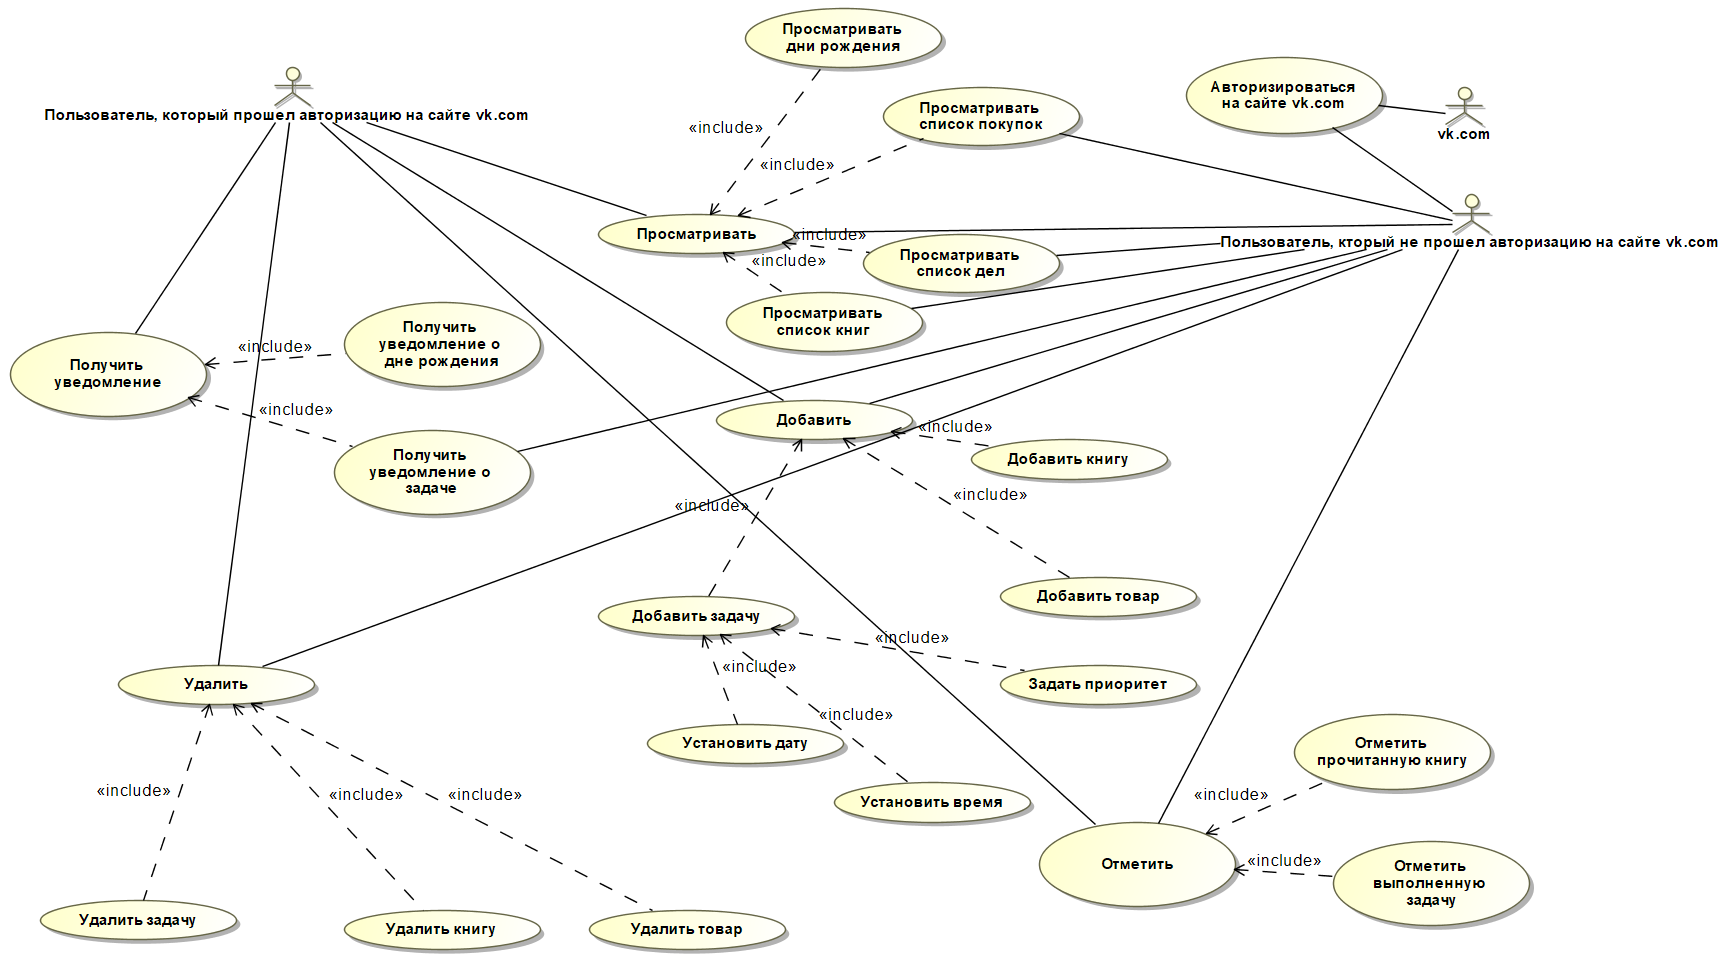 Просматривать
дни рождения
Пользователь, который прошел авторизацию на сайте vk.com
Авторизироваться
на сайте vk.com
vk.com
Просматривать
список покупок
«include»
«include»
Пользователь, кторый не прошел авторизацию на сайте vk.com
Просматривать
«include»
«include»
Просматривать
список дел
Просматривать
список книг
Получить
уведомление
«include»
Получить
уведомление о
дне рождения
«include»
Получить
уведомление о
задаче
Добавить
«include»
Добавить книгу
«include»
«include»
Добавить товар
Добавить задачу
«include»
«include»
Задать приоритет
«include»
Установить дату
Установить время
Удалить
«include»
«include»
«include»
Удалить задачу
Удалить книгу
Удалить товар
Отметить
прочитанную книгу
«include»
Отметить
«include»
Отметить
выполненную
задачу